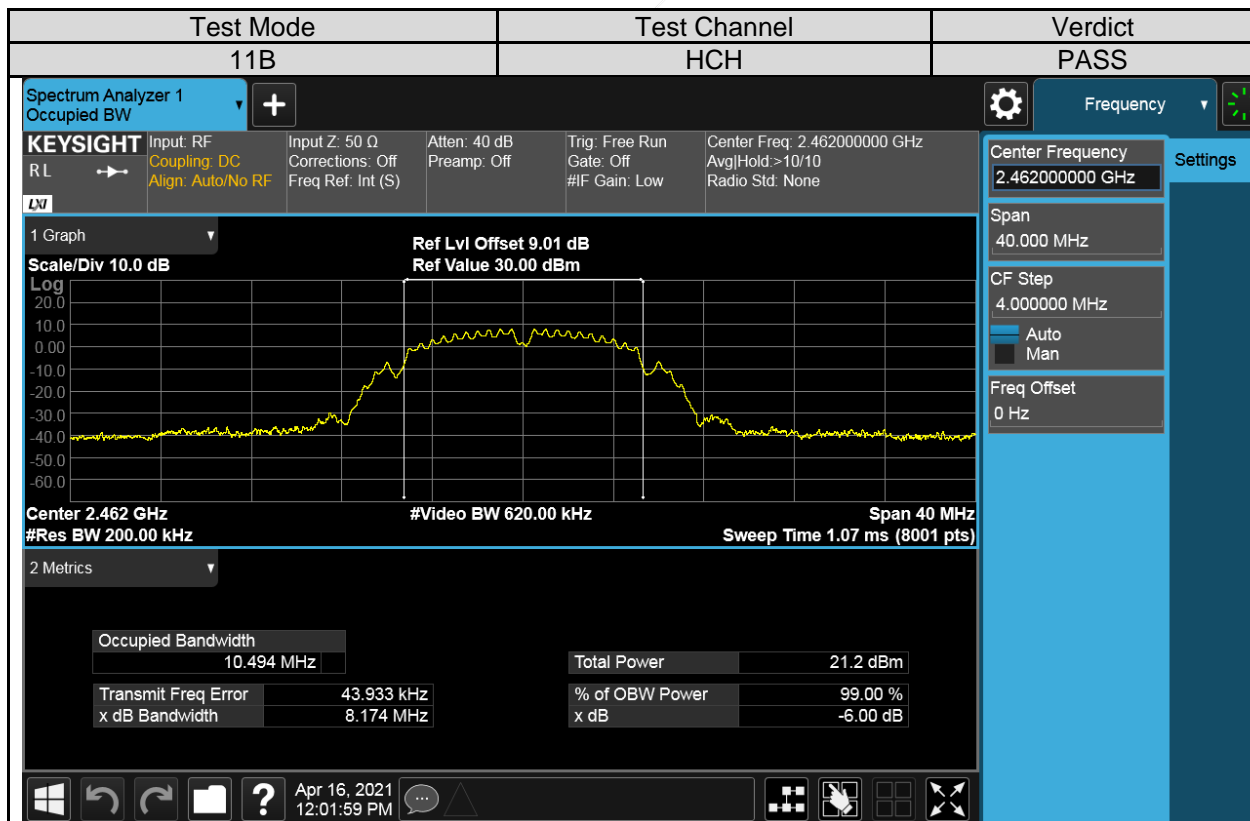 Test Mode Test Channel Verdict
11B HCH PASS
Spectrum Analyzer 1
Occupied BW
+
Frequency
KEYSIGHT Input: RF Input Z: 50 Ω Atten: 40 dB Trig: Free Run Center Freq: 2.462000000 GHz
RL Coupling: DC Corrections: Off Preamp: Off Gate: Off Avg|Hold:>10/10
Align: Auto/No RF Freq Ref: Int (S) #IF Gain: Low Radio Std: None
LXI
Center Frequency
2.462000000 GHz
Settings
Span
40.000 MHz
CF Step
4.000000 MHz
Auto
Man
Freq Offset
0 Hz
1 Graph
Ref Lvl Offset 9.01 dB
Scale/Div 10.0 dB Ref Value 30.00 dBm
Log
20.0
10.0
0.00
-10.0
-20.0
-30.0
-40.0
-50.0
-60.0
Center 2.462 GHz #Video BW 620.00 kHz Span 40 MHz
#Res BW 200.00 kHz Sweep Time 1.07 ms (8001 pts)
2 Metrics
Occupied Bandwidth
10.494 MHz Total Power 21.2 dBm
Transmit Freq Error 43.933 kHz % of OBW Power 99.00 %
x dB Bandwidth 8.174 MHz x dB -6.00 dB
? Apr 16, 2021
12:01:59 PM